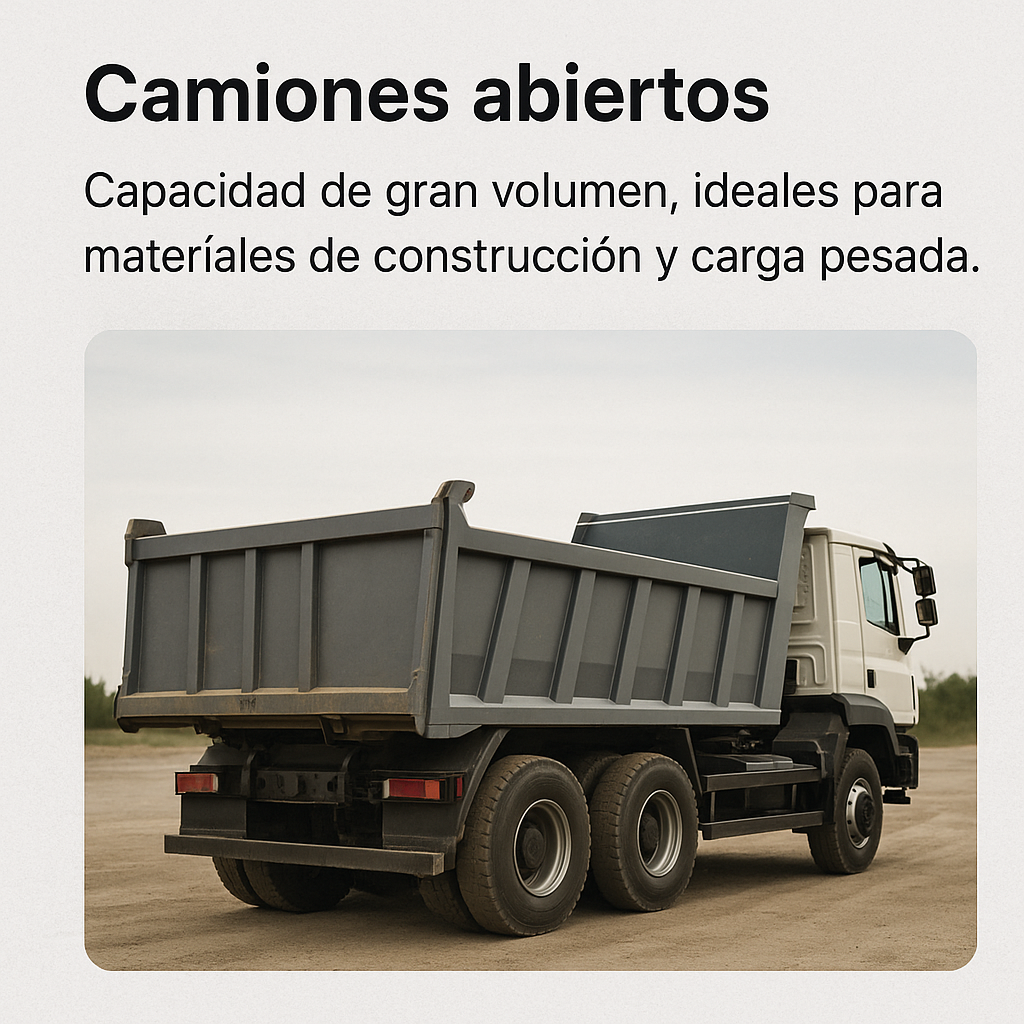 Camiones abiertos
Capacidad de gran volumen, ideales para
materíales de construcción y carga pesada.